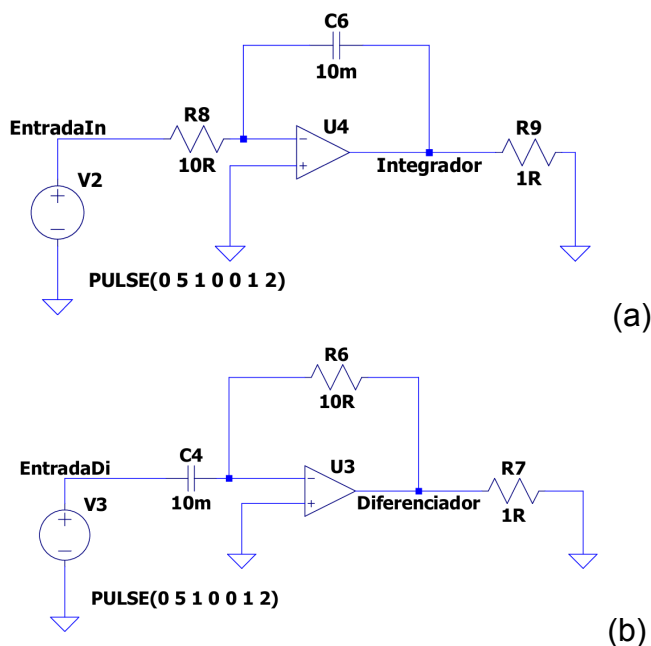 C6
10m
R8
U4
R9
EntradaIn
10R
Integrador
1R
V2
PULSE(0 5 1 0 0 1 2)
(a)
R6
10R
C4
U3
R7
EntradaDi
10m
Diferenciador
1R
V3
PULSE(0 5 1 0 0 1 2)
(b)